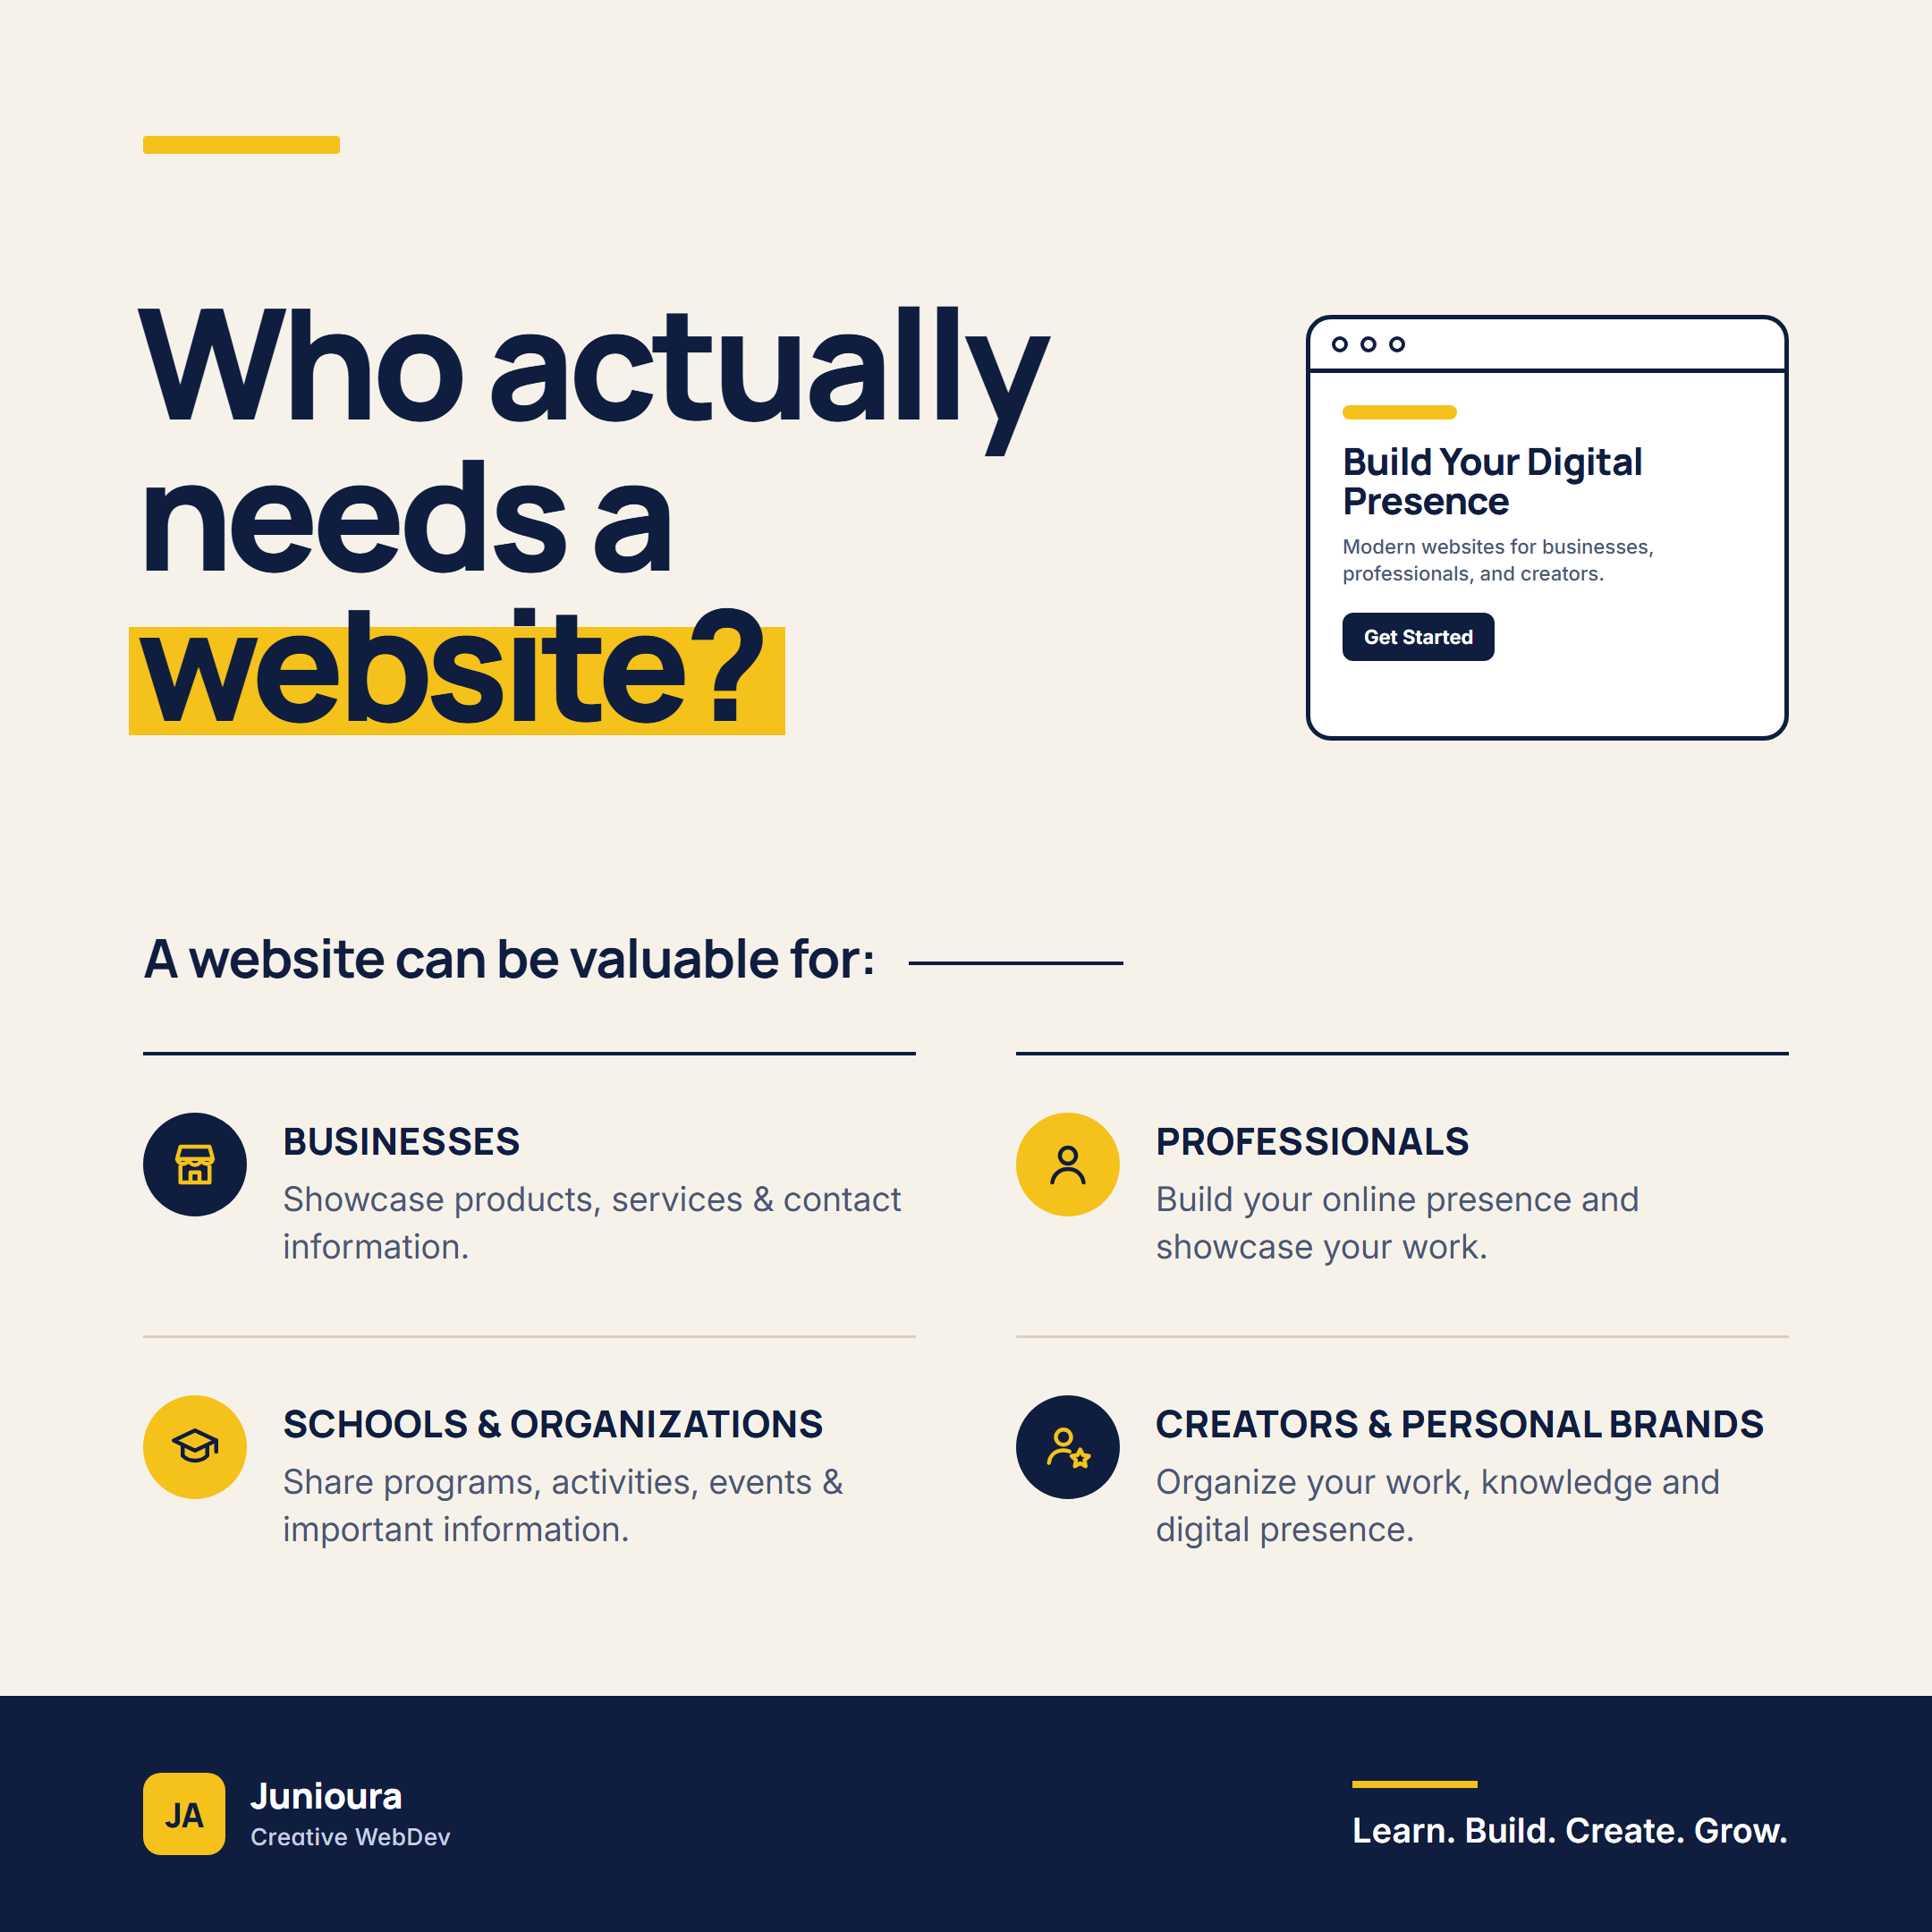 Who actually
needs a
website?
Build Your Digital
Presence
Modern websites for businesses,
professionals, and creators.
Get Started
A website can be valuable for:
BUSINESSES
Showcase products, services & contact
information.
PROFESSIONALS
Build your online presence and
showcase your work.
SCHOOLS & ORGANIZATIONS
Share programs, activities, events &
important information.
CREATORS & PERSONAL BRANDS
Organize your work, knowledge and
digital presence.
JA
Junioura
Creative WebDev
Learn. Build. Create. Grow.